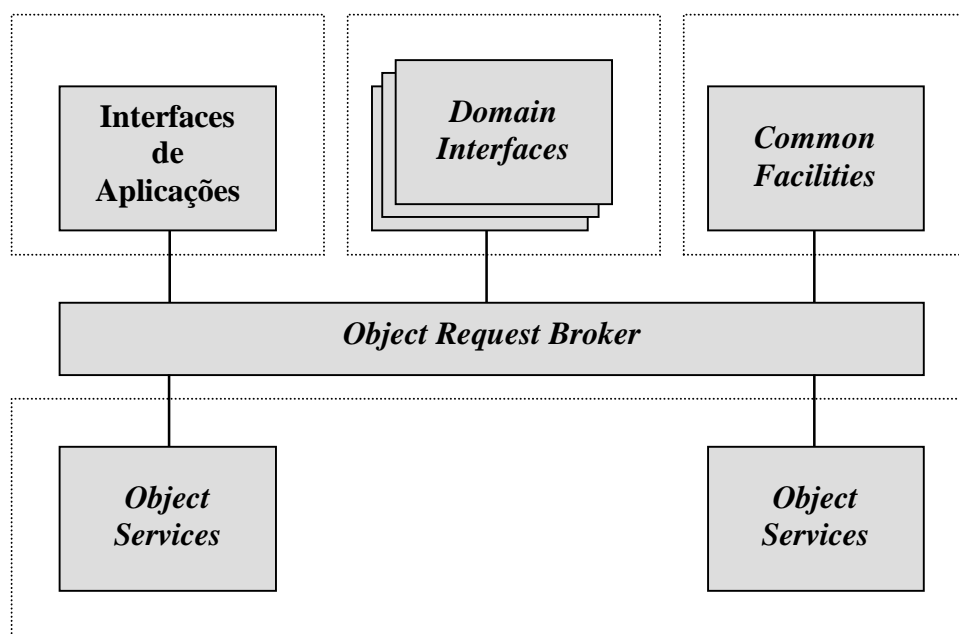 Interfaces
de
Aplicações
Domain
Interfaces
Common
Facilities
Object Request Broker
Object
Services
Object
Services